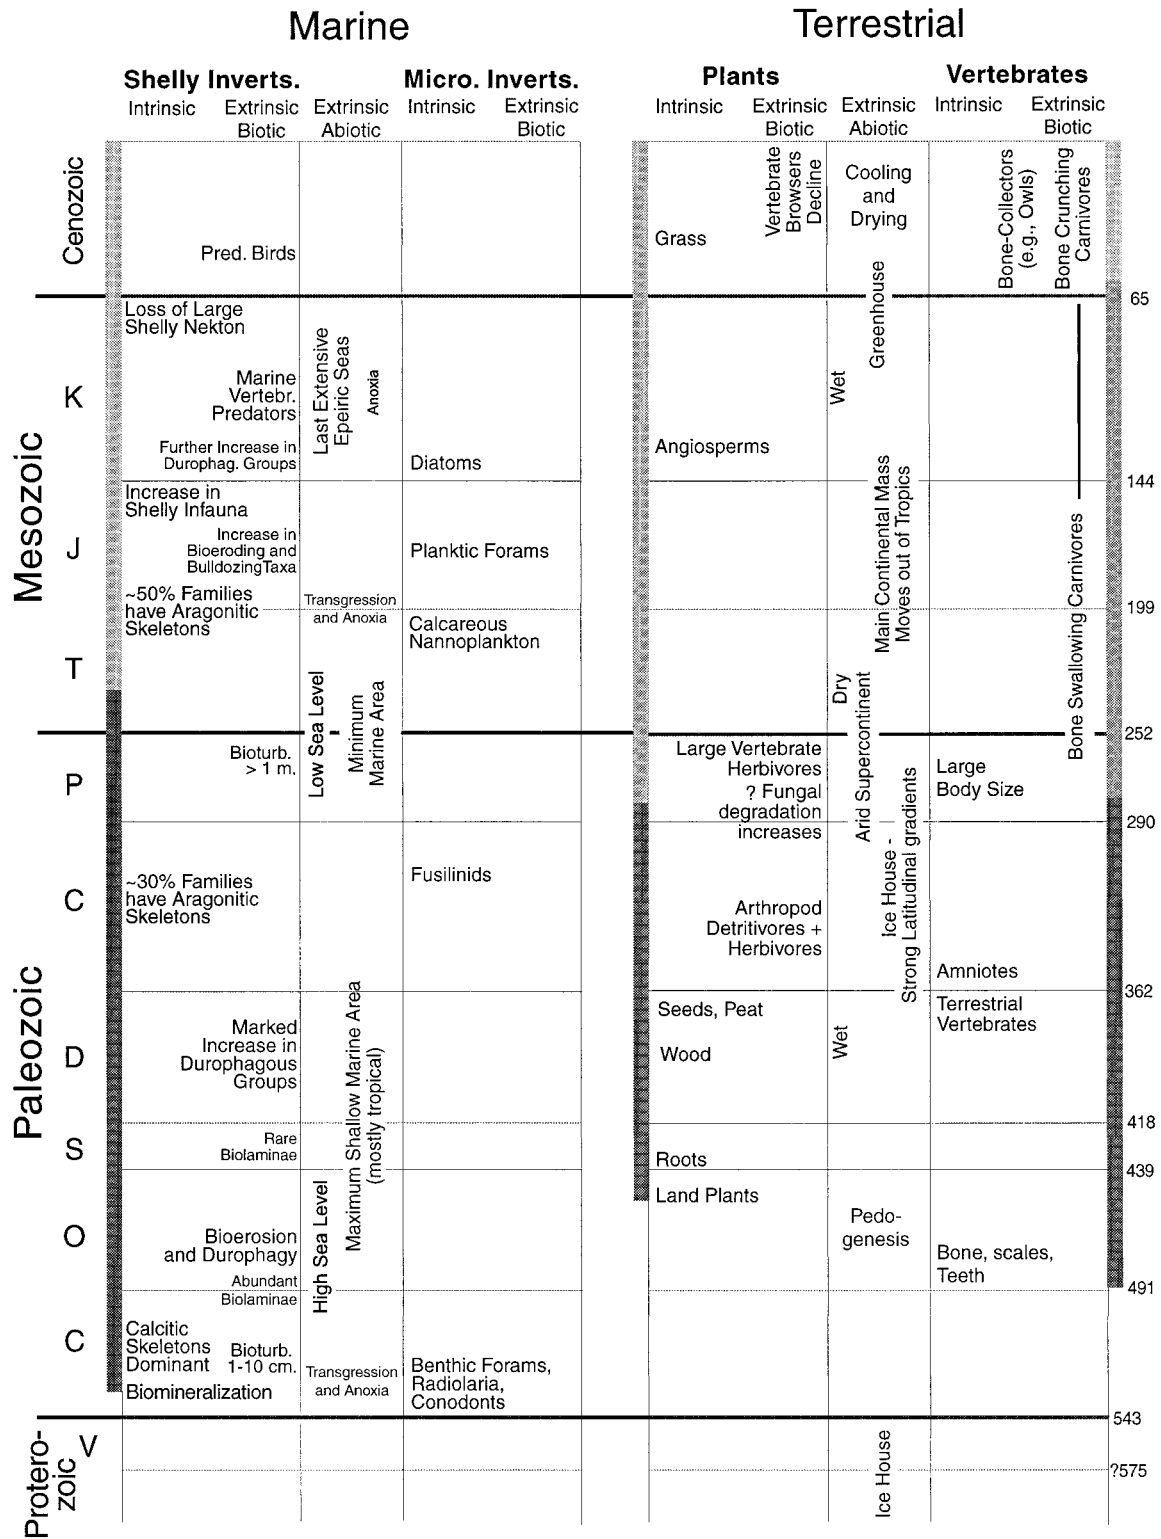 Marine
Terrestrial
Shelly Inverts.
Micro. Inverts.
Plants
Vertebrates
Intrinsic
Extrinsic
Biotic
Extrinsic
Abiotic
Intrinsic
Extrinsic
Biotic
Intrinsic
Extrinsic
Biotic
Extrinsic
Abiotic
Intrinsic
Extrinsic
Biotic
Cenozoic
Pred. Birds
Grass
Vertebrate
Browsers
Decline
Cooling
and
Drying
Bone-Collectors
(e.g., Owls)
Bone Crunching
Carnivores
65
Mesozoic
K
Loss of Large
Shelly Nekton
Marine
Vertebr.
Predators
Further Increase in
Durophag. Groups
Last Extensive
Epeiric Seas
Anoxia
Diatoms
Angiosperms
Wet
Greenhouse
144
J
Increase in
Shelly Infauna
Increase in
Bioeroding and
BulldozingTaxa
~50% Families
have Aragonitic
Skeletons
Transgression
and Anoxia
Planktic Forams
Main Continental Mass
Moves out of Tropics
Bone Swallowing Carnivores
199
T
Calcareous
Nannoplankton
Low Sea Level
Minimum
Marine Area
Dry
Arid Supercontinent
252
Paleozoic
P
Bioturb.
> 1 m.
Large Vertebrate
Herbivores
? Fungal
degradation
increases
Large
Body Size
290
C
~30% Families
have Aragonitic
Skeletons
Fusilinids
Arthropod
Detritivores +
Herbivores
Ice House -
Strong Latitudinal gradients
Amniotes
362
D
Marked
Increase in
Durophagous
Groups
Maximum Shallow Marine Area
(mostly tropical)
Seeds, Peat
Wood
Wet
Terrestrial
Vertebrates
418
S
Rare
Biolaminae
Roots
439
O
Bioerosion
and Durophagy
Abundant
Biolaminae
High Sea Level
Land Plants
Pedo-
genesis
Bone, scales,
Teeth
491
C
Calcitic
Skeletons
Dominant
Bioturb.
1-10 cm.
Biomineralization
Transgression
and Anoxia
Benthic Forams,
Radiolaria,
Conodonts
543
Protero-
zoic
V
Ice House
?575